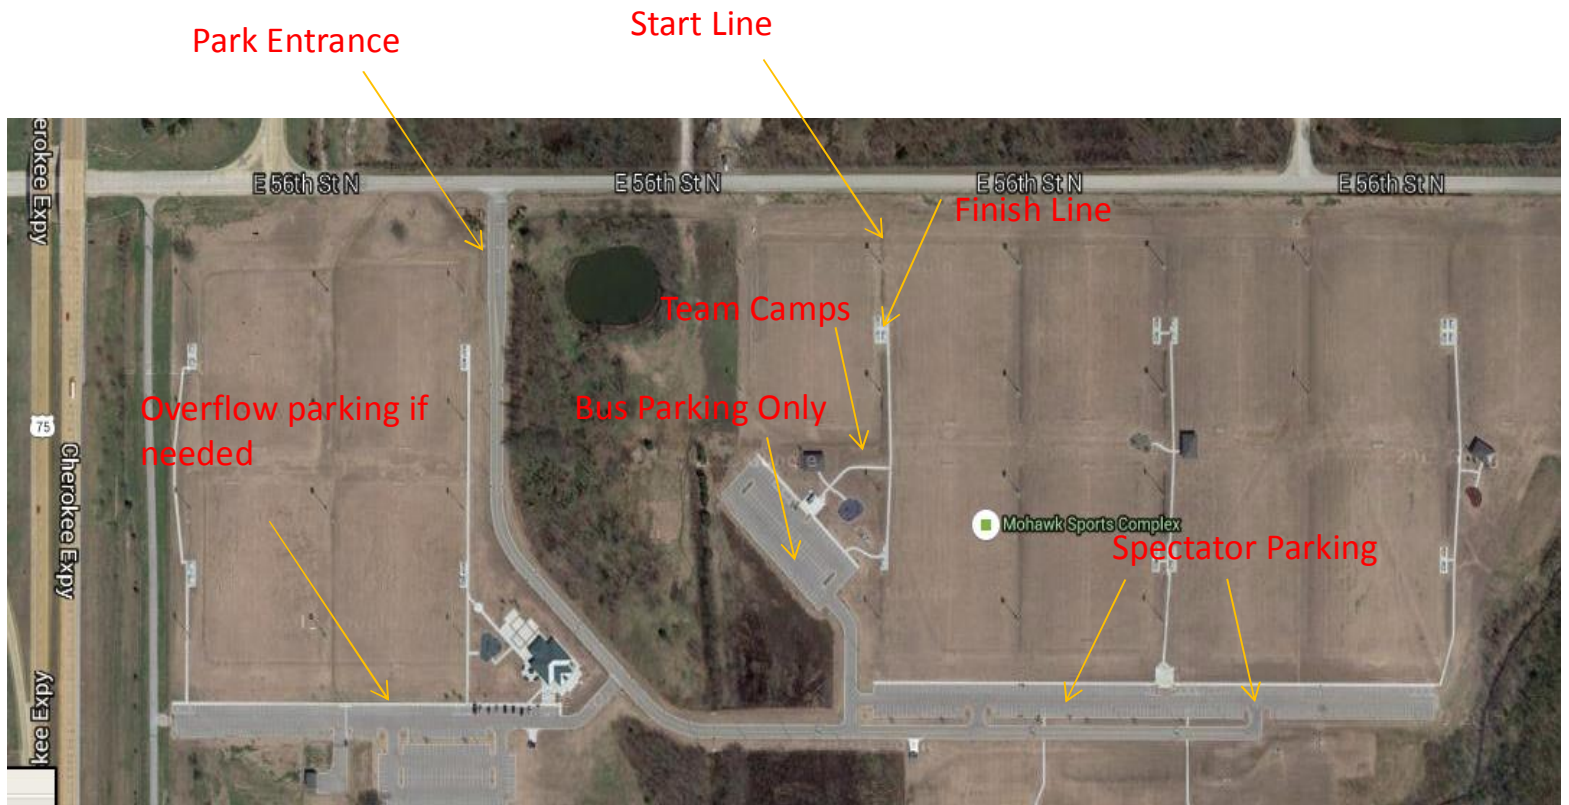 Start Line
Park Entrance
erokee Expy
E 56th St N
E 56th St N
E 56th St N
E 56th St N
Finish Line
Team Camps
Overflow parking if
needed
Bus Parking Only
75
Cherokee Expy
Mohawk Sports Complex
Spectator Parking
kee Expy